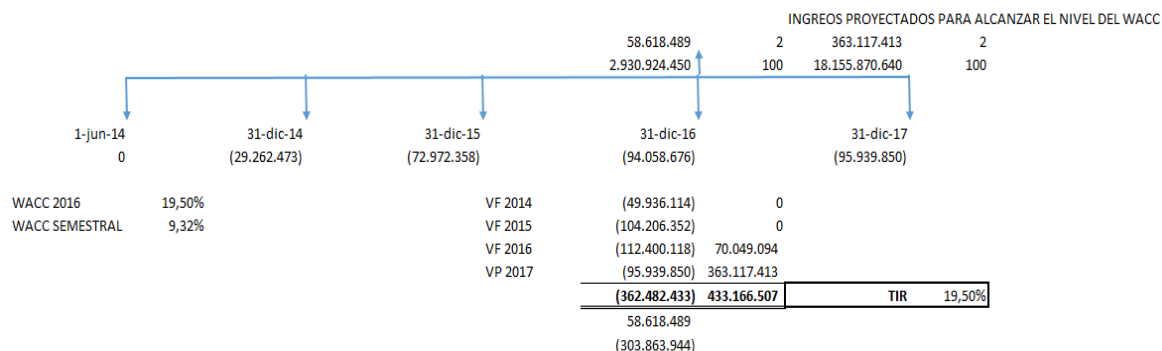 INGREOS PROYECTADOS PARA ALCANZAR EL NIVEL DEL WACC
58.618.489 2 363.117.413 2
2.930.924.450 100 18.155.870.640 100
1-jun-14 31-dic-14 31-dic-15 31-dic-16 31-dic-17
0 (29.262.473) (72.972.358) (94.058.676) (95.939.850)
WACC 2016 19,50% VF 2014 (49.936.114) 0
WACC SEMESTRAL 9,32% VF 2015 (104.206.352) 0
VF 2016 (112.400.118) 70.049.094
VP 2017 (95.939.850) 363.117.413
(362.482.433) 433.166.507 TIR 19,50%
58.618.489
(303.863.944)